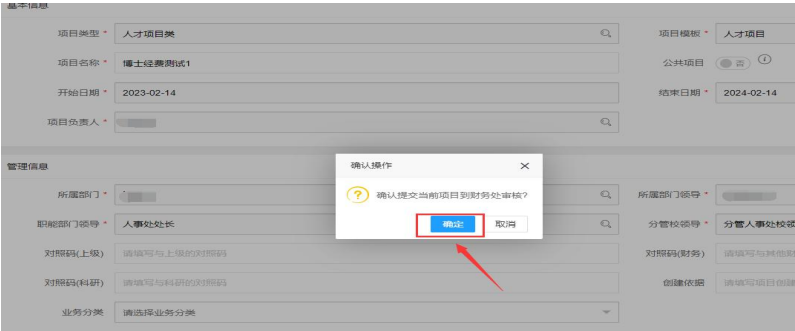 基本信息
项目类型 * 人才项目类 项目模板 * 人才项目
项目名称 * 博士经费测试1 公共项目 否
开始日期 * 2023-02-14 结束日期 * 2024-02-14
项目负责人 *
管理信息
确认操作
确认提交当前项目到财务处审核?
确定 取消
所属部门 * 所属部门领导 *
职能部门领导 * 人事处处长 分管校领导 * 分管人事处校领
对照码(上级) 请填写与上级的对照码 对照码(财务) 请填写与其他财
对照码(科研) 请填写与科研的对照码 创建依据 请填写项目创建
业务分类 请选择业务分类